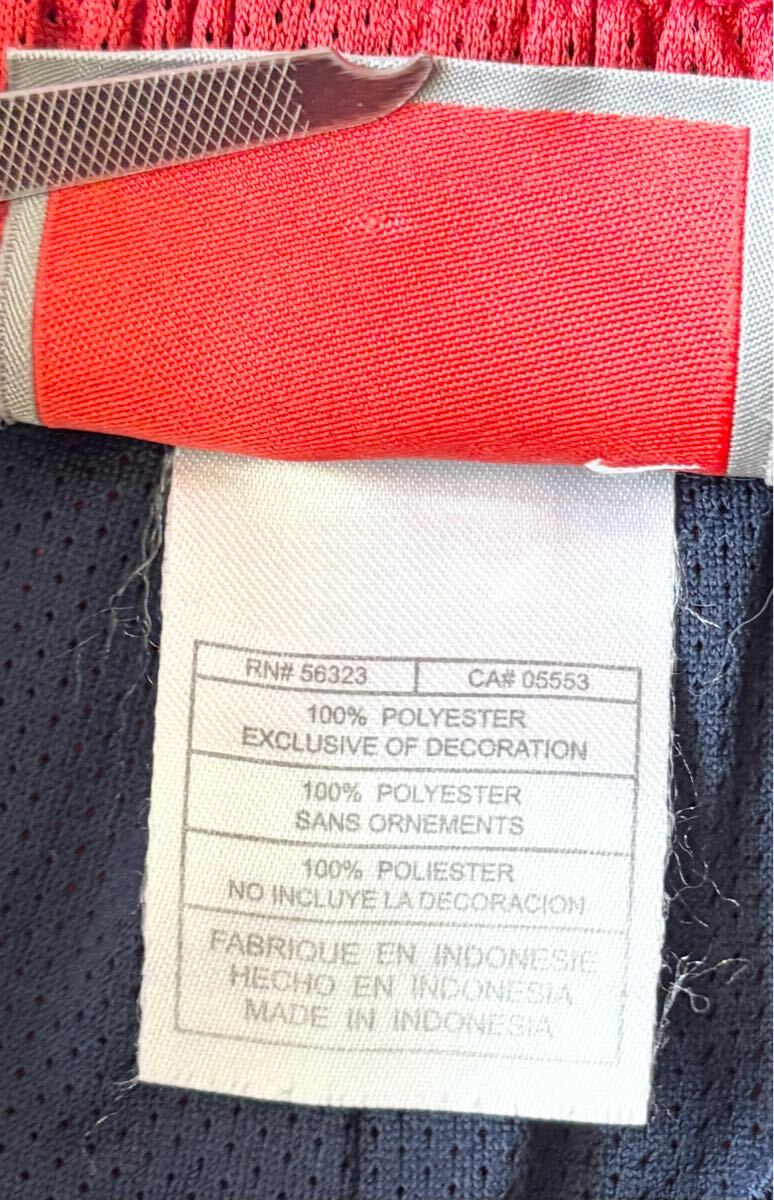 RN# 56323 CA# 05553
100% POLYESTER
EXCLUSIVE OF DECORATION
100% POLYESTER
SANS ORNEMENTS
100% POLIESTER
NO INCLUYE LA DECORACION
FABRIQUE EN INDONESIE
HECHO EN INDONESIA
MADE IN INDONESIA